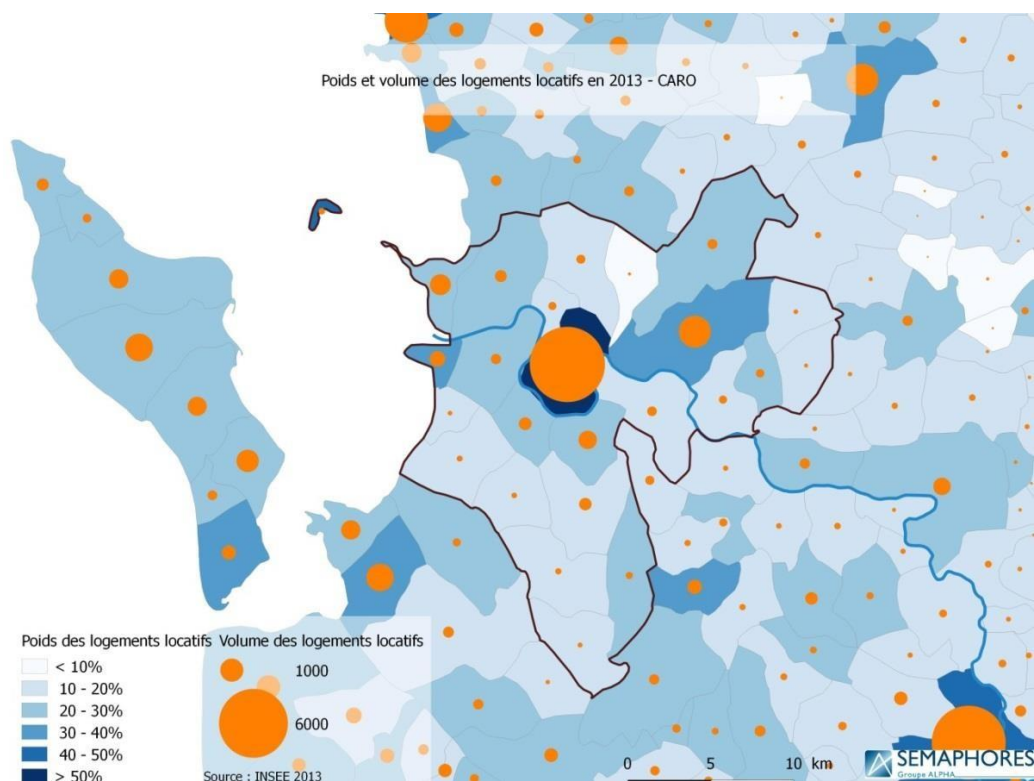 Poids et volume des logements locatifs en 2013 - CARO
Poids des logements locatifs
< 10%
10 - 20%
20 - 30%
30 - 40%
40 - 50%
> 50%
Volume des logements locatifs
1000
6000
Source : INSEE 2013
0 5 10 km
SEMAPHORES
Groupe ALPHA